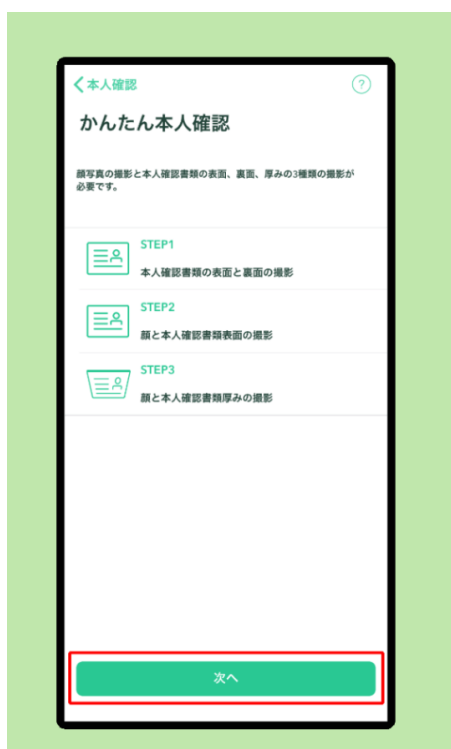 本人確認
?
かんたん本人確認
顔写真の撮影と本人確認書類の表面、裏面、厚みの3種類の撮影が
必要です。
STEP1
本人確認書類の表面と裏面の撮影
STEP2
顔と本人確認書類表面の撮影
STEP3
顔と本人確認書類厚みの撮影
次へ